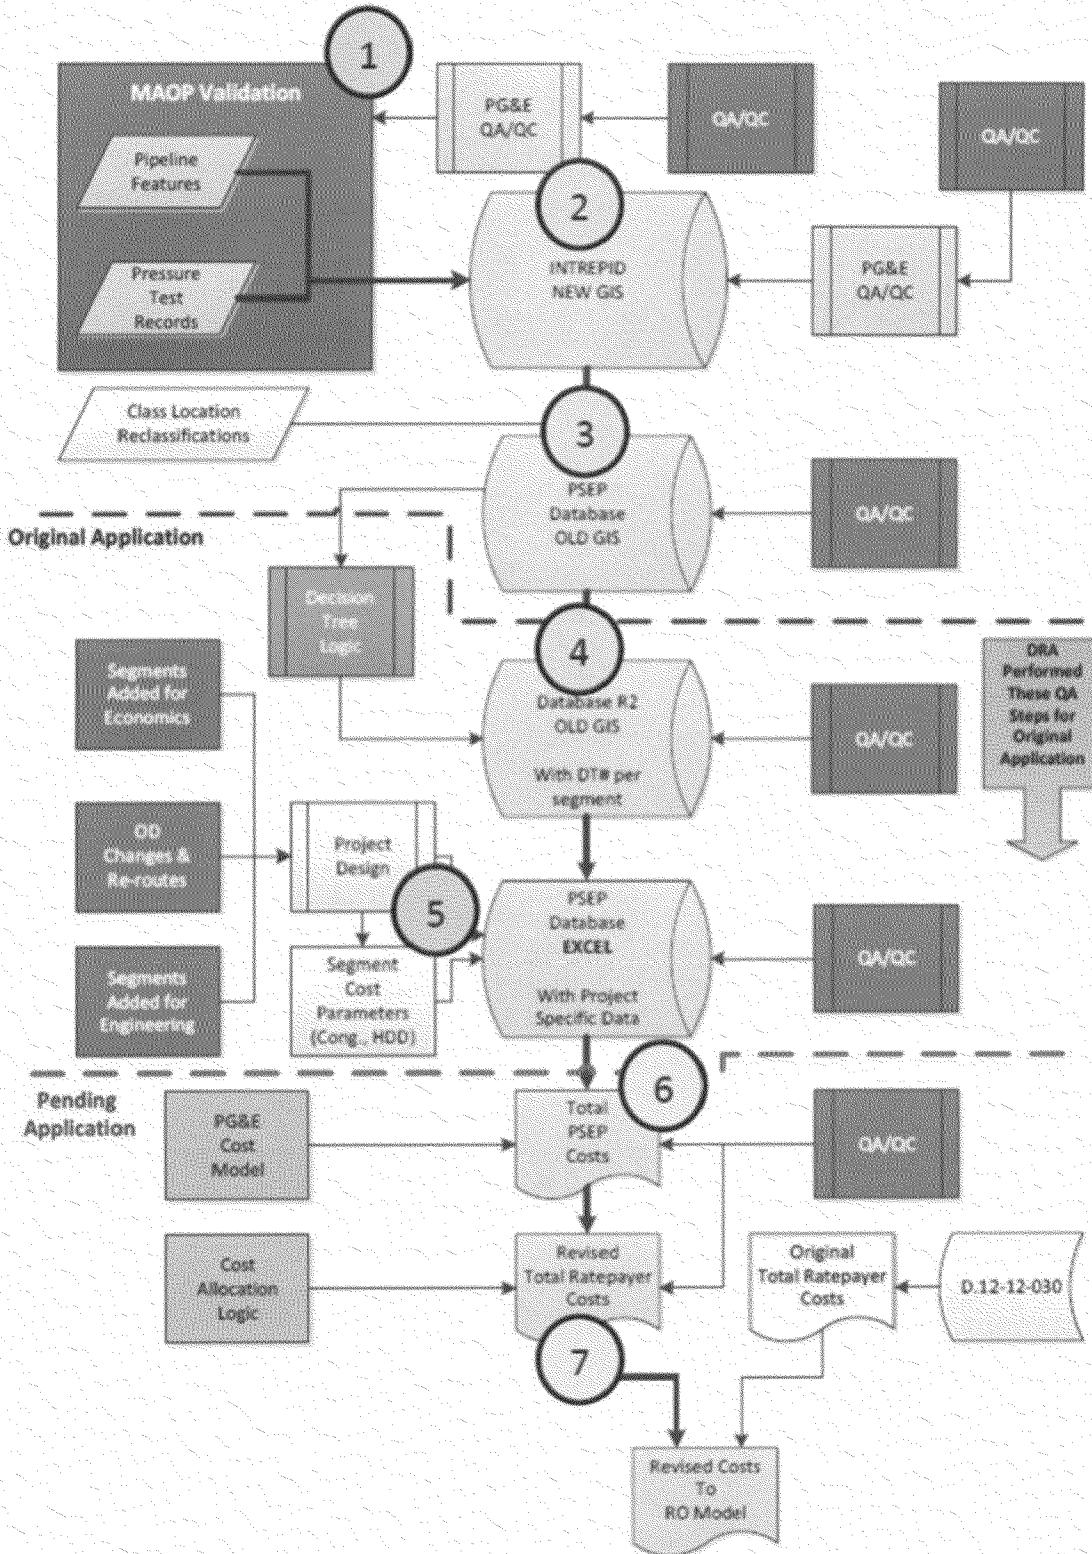 1
MAOP Validation
Pipeline
Features
Pressure
Test
Records
PG&E
QA/QC
QA/QC
QA/QC
2
INTREPID
NEW GIS
PG&E
QA/QC
Class Location
Reclassifications
3
PSEP
Database
OLD GIS
QA/QC
Original Application
Decision
Tree
Logic
4
Database R2
OLD GIS
With DT# per
segment
QA/QC
DRA
Performed
These QA
Steps for
Original
Application
Segments
Added for
Economics
OD
Changes &
Re-routes
Segments
Added for
Engineering
Project
Design
5
Segment
Cost
Parameters
(Cong., HDD)
PSEP
Database
EXCEL
With Project
Specific Data
QA/QC
Pending
Application
6
PG&E
Cost
Model
Total
PSEP
Costs
QA/QC
Cost
Allocation
Logic
Revised
Total Ratepayer
Costs
Original
Total Ratepayer
Costs
D.12-12-030
7
Revised Costs
To
RO Model